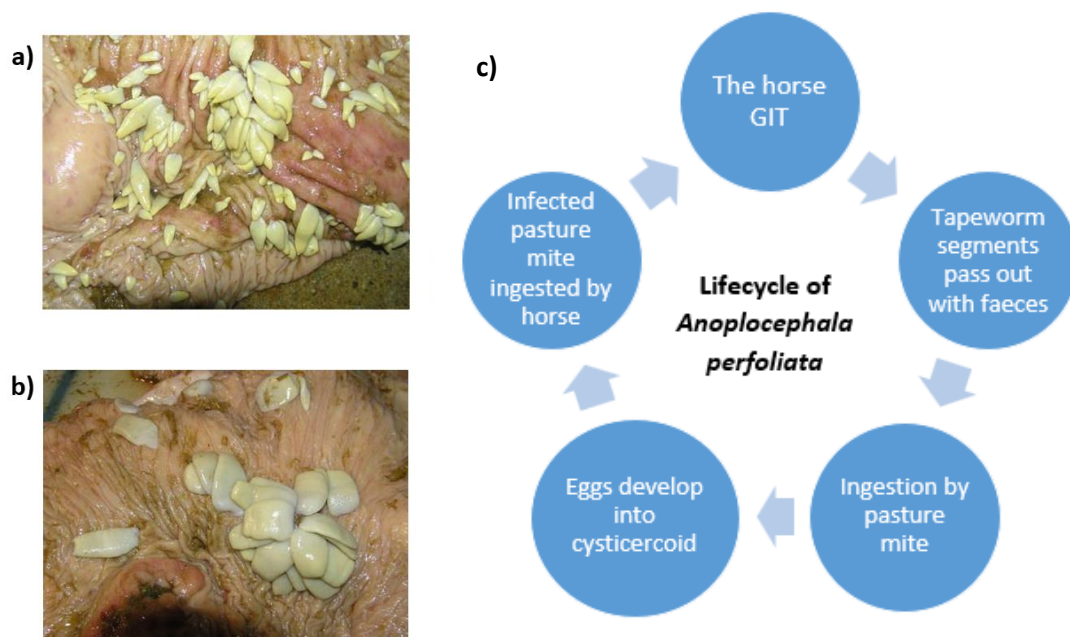 a)
b)
c)
The horse
GIT
Tapeworm
segments
pass out
with faeces
Ingestion by
pasture
mite
Eggs develop
into
cysticercoid
Infected
pasture
mite
ingested by
horse
Lifecycle of
Anoplocephala
perfoliata